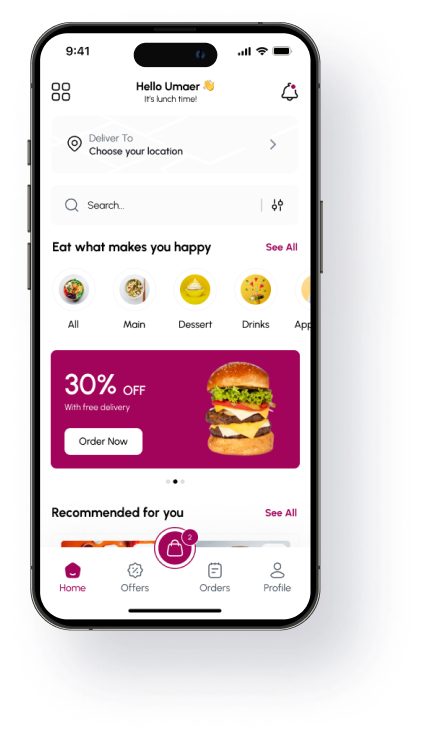 9:41
Hello Umaer 👋
It's lunch time!
Deliver To
Choose your location
Search..
Eat what makes you happy
See All
All
Main
Dessert
Drinks
App
30% OFF
With free delivery
Order Now
Recommended for you
See All
2
Home
Offers
Orders
Profile